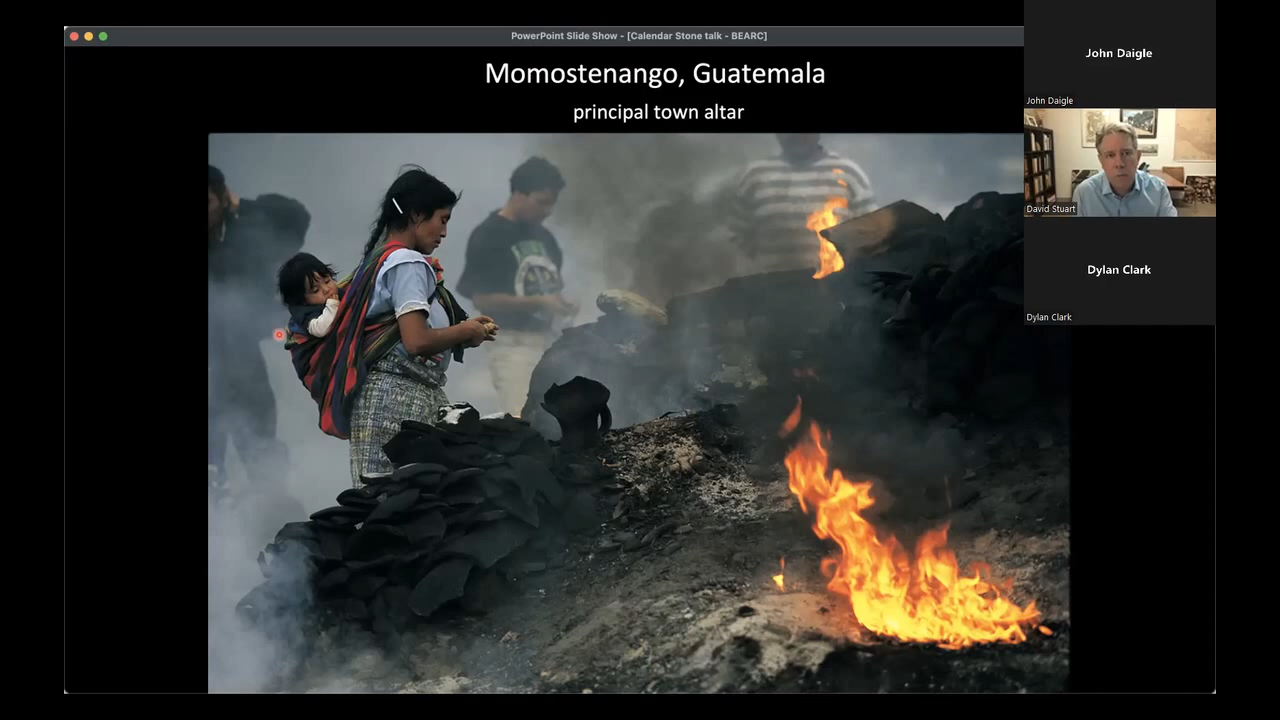 PowerPoint Slide Show - [Calendar Stone talk - BEARC]
Momostenango, Guatemala
principal town altar
John Daigle
John Daigle
David Stuart
Dylan Clark
Dylan Clark